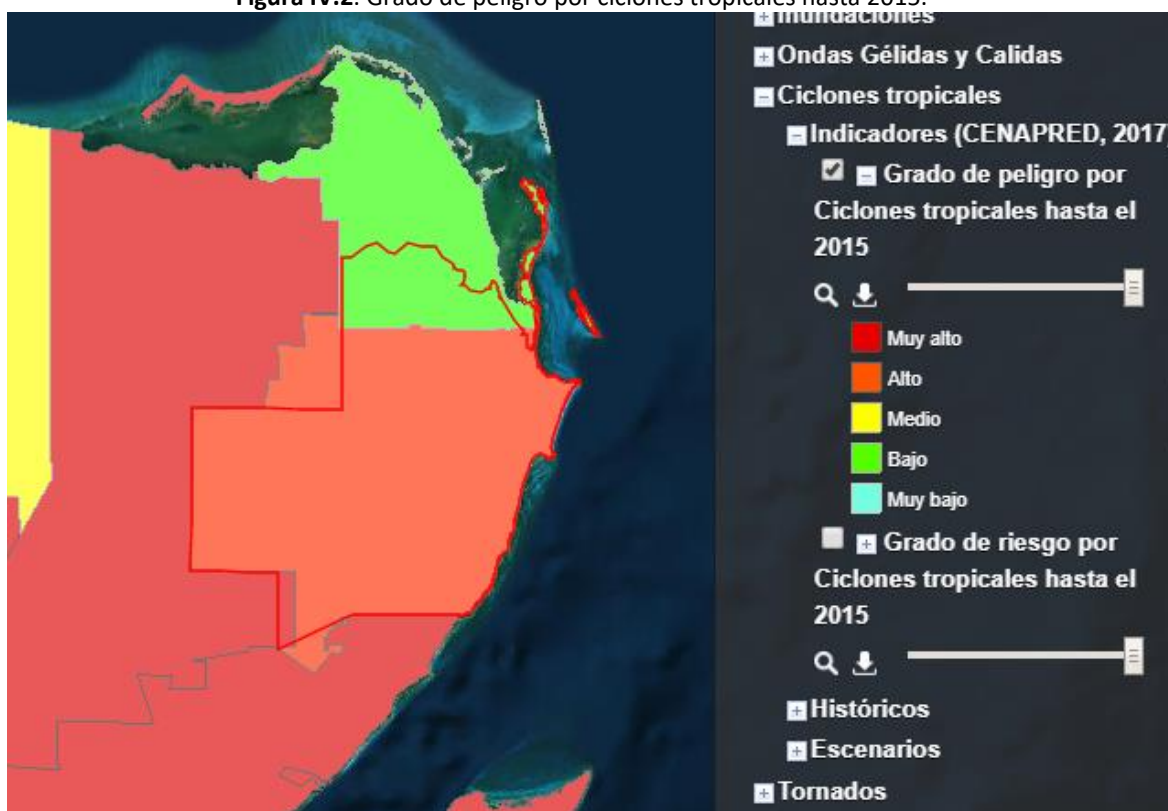 Figura IV.2. Grado de peligro por ciclones tropicales hasta 2015.
Inundaciones
Ondas Gélidas y Calidas
Ciclones tropicales
Indicadores (CENAPRED, 2017)
Grado de peligro por
Ciclones tropicales hasta el
2015
Muy alto
Alto
Medio
Bajo
Muy bajo
Grado de riesgo por
Ciclones tropicales hasta el
2015
Históricos
Escenarios
Tornados